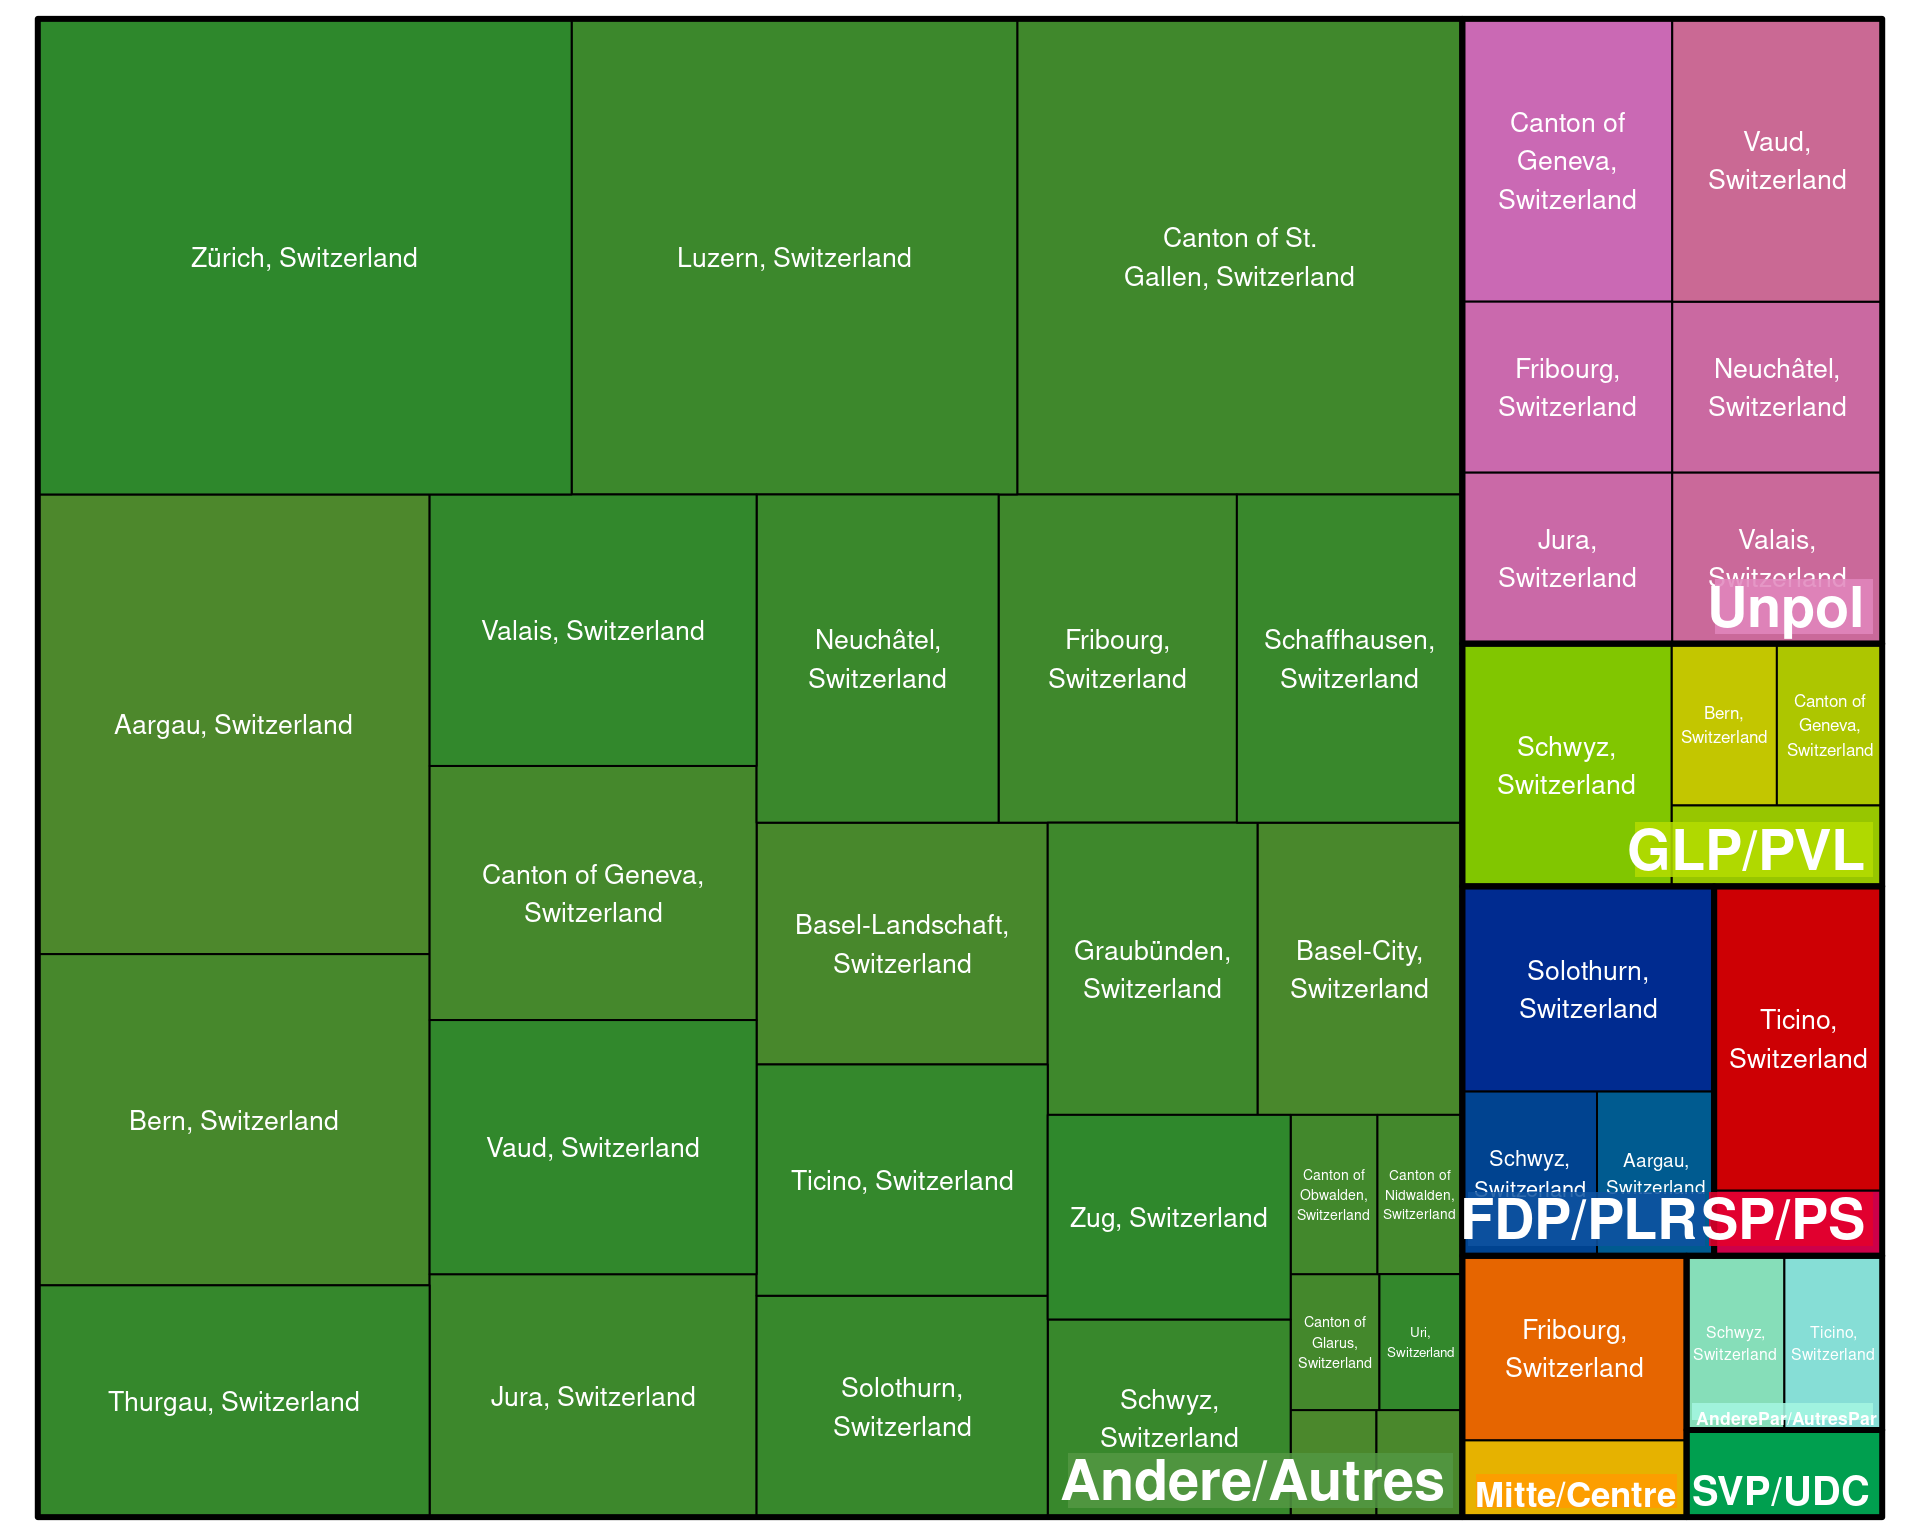 Zürich, Switzerland
Luzern, Switzerland
Canton of St.
Gallen, Switzerland
Aargau, Switzerland
Bern, Switzerland
Thurgau, Switzerland
Valais, Switzerland
Canton of Geneva,
Switzerland
Vaud, Switzerland
Jura, Switzerland
Neuchâtel,
Switzerland
Fribourg,
Switzerland
Schaffhausen,
Switzerland
Basel-Landschaft,
Switzerland
Ticino, Switzerland
Solothurn,
Switzerland
Graubünden,
Switzerland
Basel-City,
Switzerland
Zug, Switzerland
Schwyz,
Switzerland
Canton of
Obwalden,
Switzerland
Canton of
Nidwalden,
Switzerland
Canton of
Glarus,
Switzerland
Uri,
Switzerland
Andere/Autres
Canton of
Geneva,
Switzerland
Vaud,
Switzerland
Fribourg,
Switzerland
Neuchâtel,
Switzerland
Jura,
Switzerland
Valais,
Switzerland
Unpol
Schwyz,
Switzerland
Bern,
Switzerland
Canton of
Geneva,
Switzerland
GLP/PVL
Solothurn,
Switzerland
Schwyz,
Switzerland
Aargau,
Switzerland
FDP/PLR
Ticino,
Switzerland
SP/PS
Fribourg,
Switzerland
Mitte/Centre
Schwyz,
Switzerland
Ticino,
Switzerland
AnderePar/AutresPar
SVP/UDC